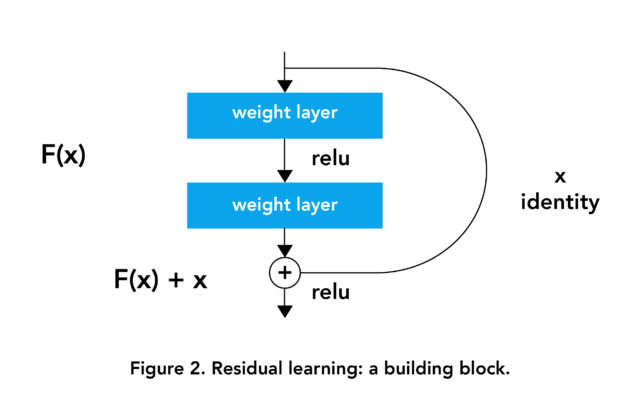 weight layer
F(x)
relu
x
identity
weight layer
F(x) + x
+
relu
Figure 2. Residual learning: a building block.